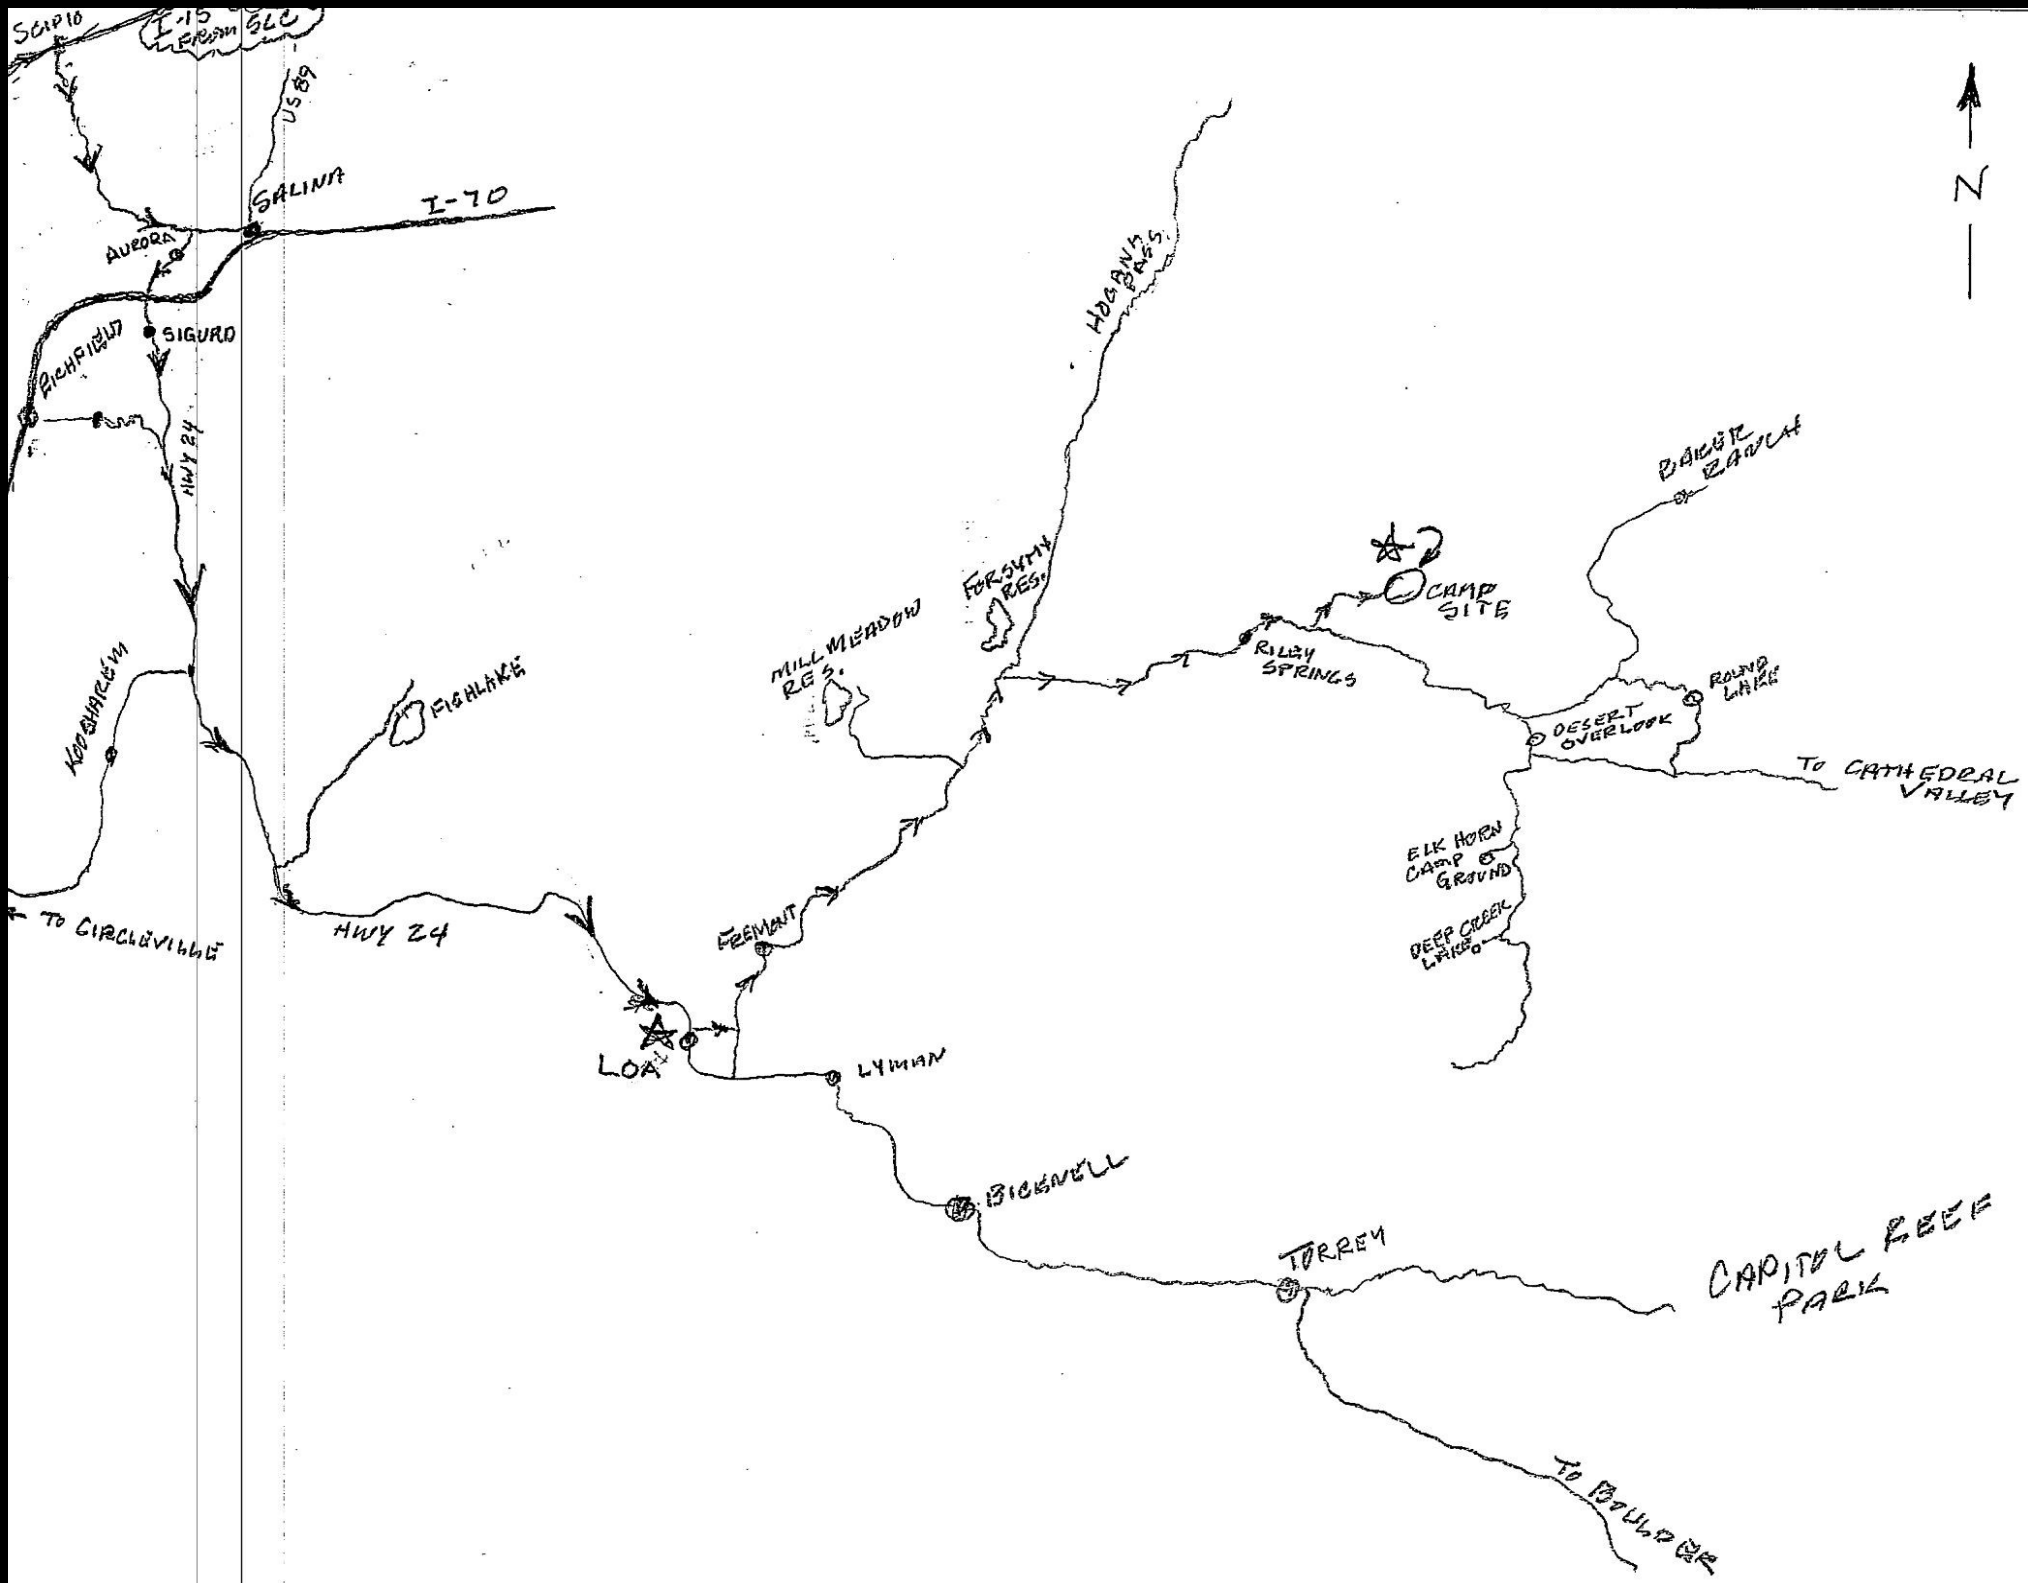 SCIPIO
I-15
FROM SLC
US 89
SALINA
I-70
AURORA
N
HOGANN
PASS.
RICHFIELD
SIGURD
HWY 24
BAKER
RANCH
FORSYTH
RES.
CAMP
SITE
MILL MEADOW
RES.
RILEY
SPRINGS
KOOSHAREM
FISHLAKE
ROUND
LAKE
DESERT
OVERLOOK
TO CATHEDRAL
VALLEY
ELK HORN
CAMP
GROUND
TO CIRCLEVILLE
HWY 24
FREMONT
DEEP CREEK
LAKE
LOA
LYMAN
BICKNELL
TORREY
CAPITOL REEF
PARK
TO BOULDER